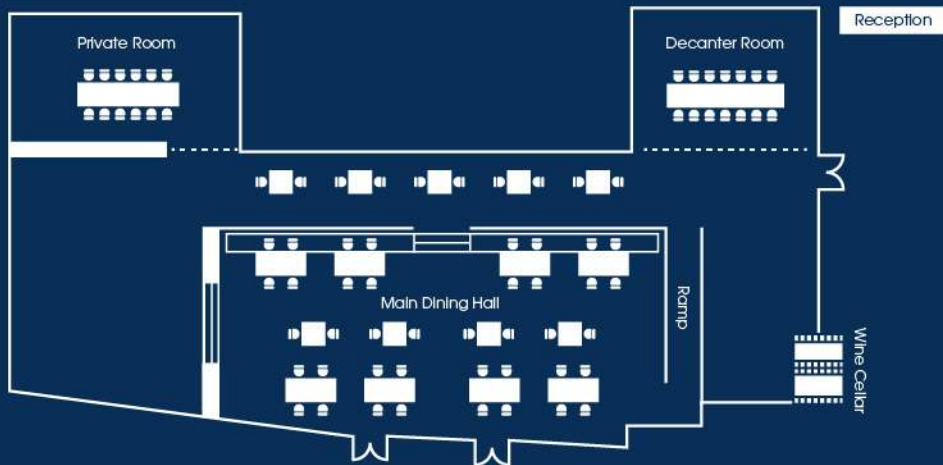 Private Room
Decanter Room
Reception
Main Dining Hall
Ramp
Wine Cellar